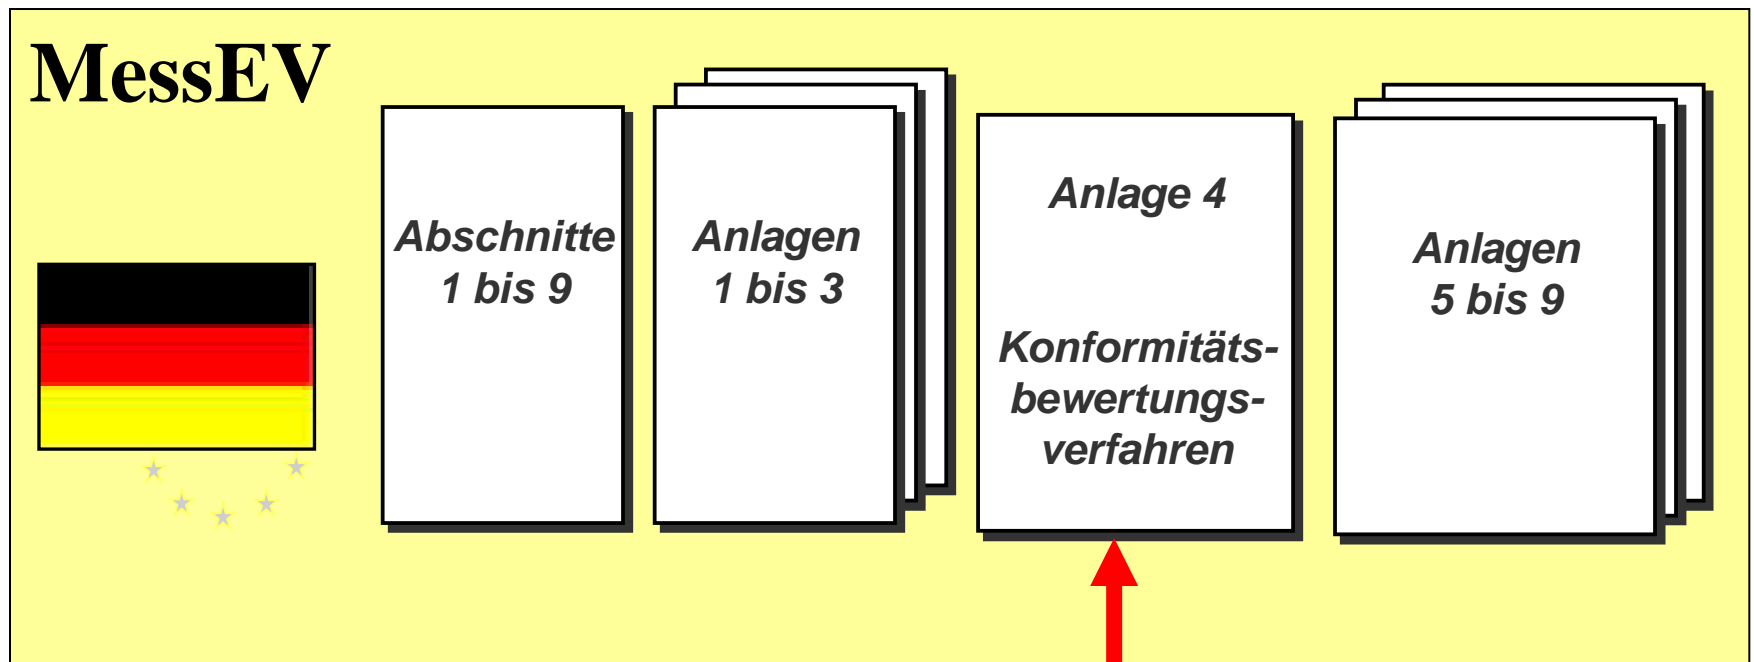 MessEV
Abschnitte
1 bis 9
Anlagen
1 bis 3
Anlage 4
Konformitäts-
bewertungs-
verfahren
Anlagen
5 bis 9